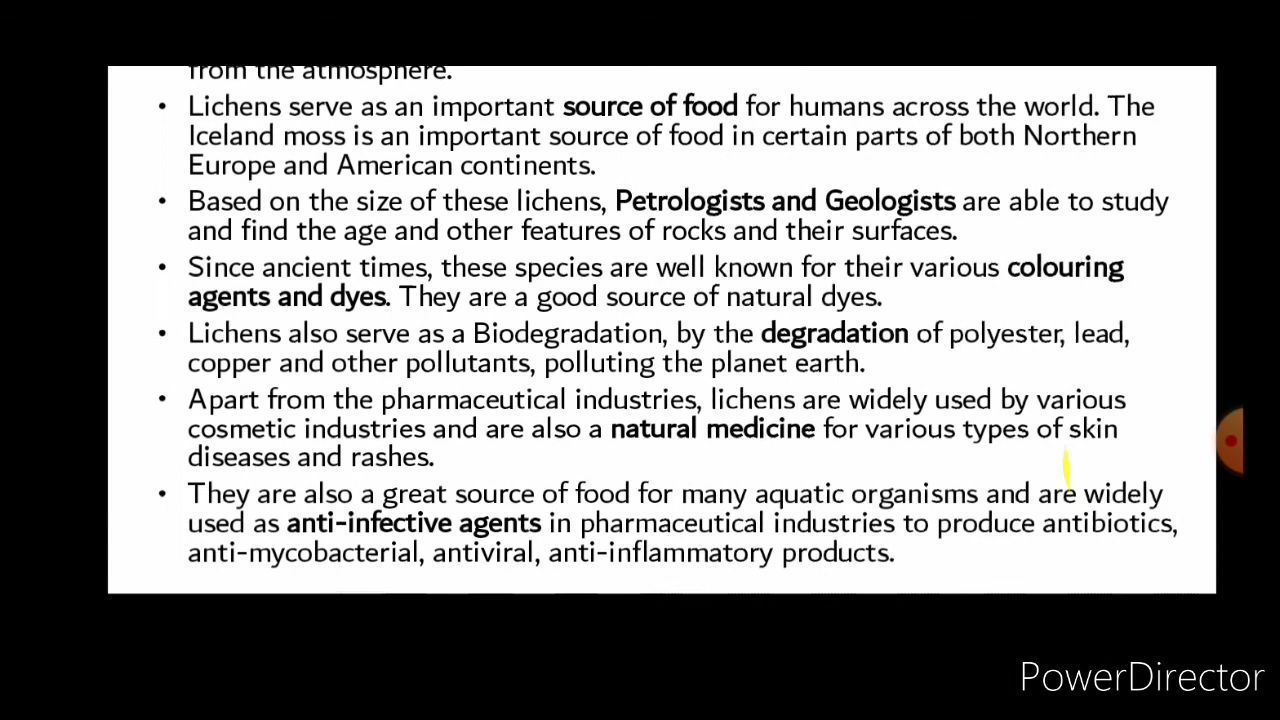 from the atmosphere.
• Lichens serve as an important source of food for humans across the world. The
Iceland moss is an important source of food in certain parts of both Northern
Europe and American continents.
• Based on the size of these lichens, Petrologists and Geologists are able to study
and find the age and other features of rocks and their surfaces.
• Since ancient times, these species are well known for their various colouring
agents and dyes. They are a good source of natural dyes.
• Lichens also serve as a Biodegradation, by the degradation of polyester, lead,
copper and other pollutants, polluting the planet earth.
• Apart from the pharmaceutical industries, lichens are widely used by various
cosmetic industries and are also a natural medicine for various types of skin
diseases and rashes.
• They are also a great source of food for many aquatic organisms and are widely
used as anti-infective agents in pharmaceutical industries to produce antibiotics,
anti-mycobacterial, antiviral, anti-inflammatory products.
PowerDirector